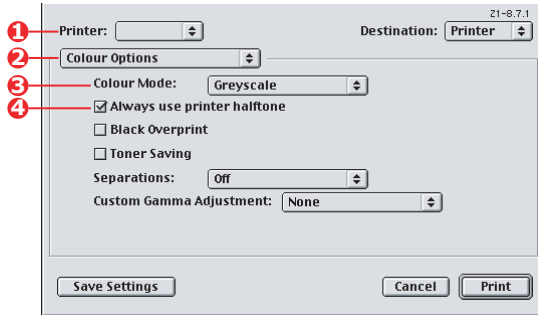 Z1-8.7.1
1 Printer: Destination: Printer
2 Colour Options
3 Colour Mode: Greyscale
4 Always use printer halftone
Black Overprint
Toner Saving
Separations: Off
Custom Gamma Adjustment: None
Save Settings Cancel Print